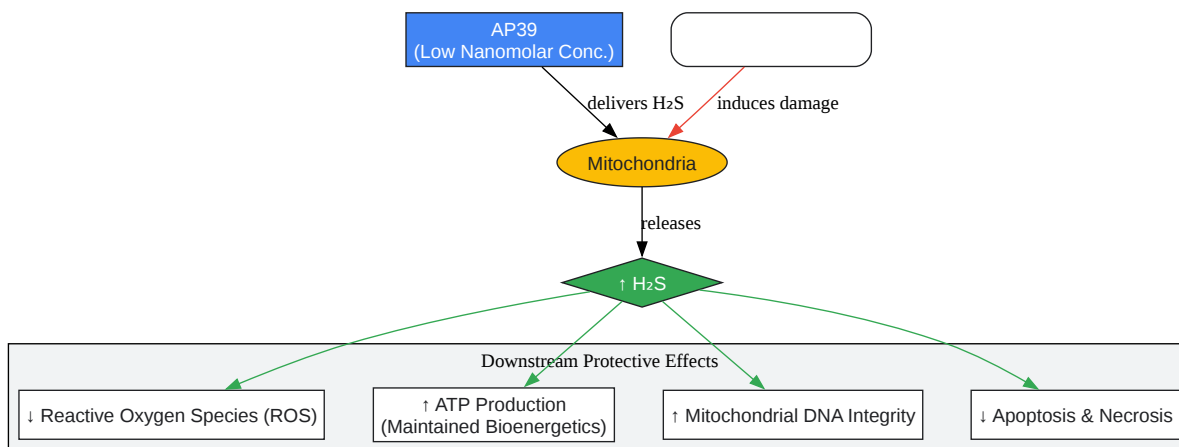 AP39
(Low Nanomolar Conc.)
delivers H₂S
induces damage
Mitochondria
releases
↑ H₂S
Downstream Protective Effects
↓ Reactive Oxygen Species (ROS)
↑ ATP Production
(Maintained Bioenergetics)
↑ Mitochondrial DNA Integrity
↓ Apoptosis & Necrosis